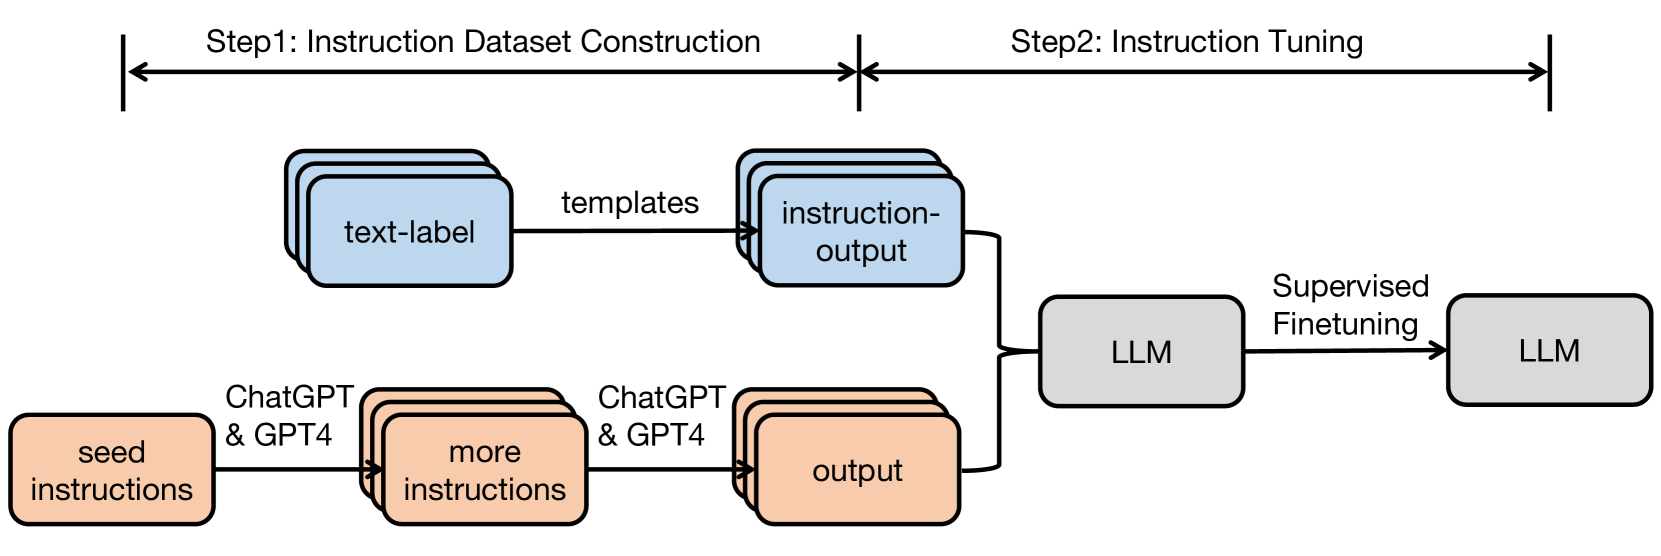 Step1: Instruction Dataset Construction
Step2: Instruction Tuning
text-label
templates
instruction-
output
seed
instructions
ChatGPT
& GPT4
more
instructions
ChatGPT
& GPT4
output
LLM
Supervised
Finetuning
LLM